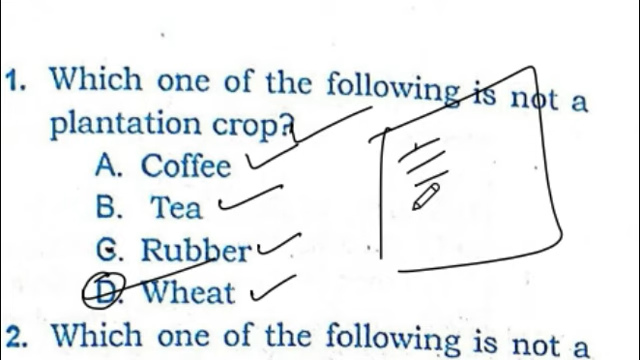 1. Which one of the following is not a
plantation crop?
A. Coffee
B. Tea
C. Rubber
D. Wheat
2. Which one of the following is not a